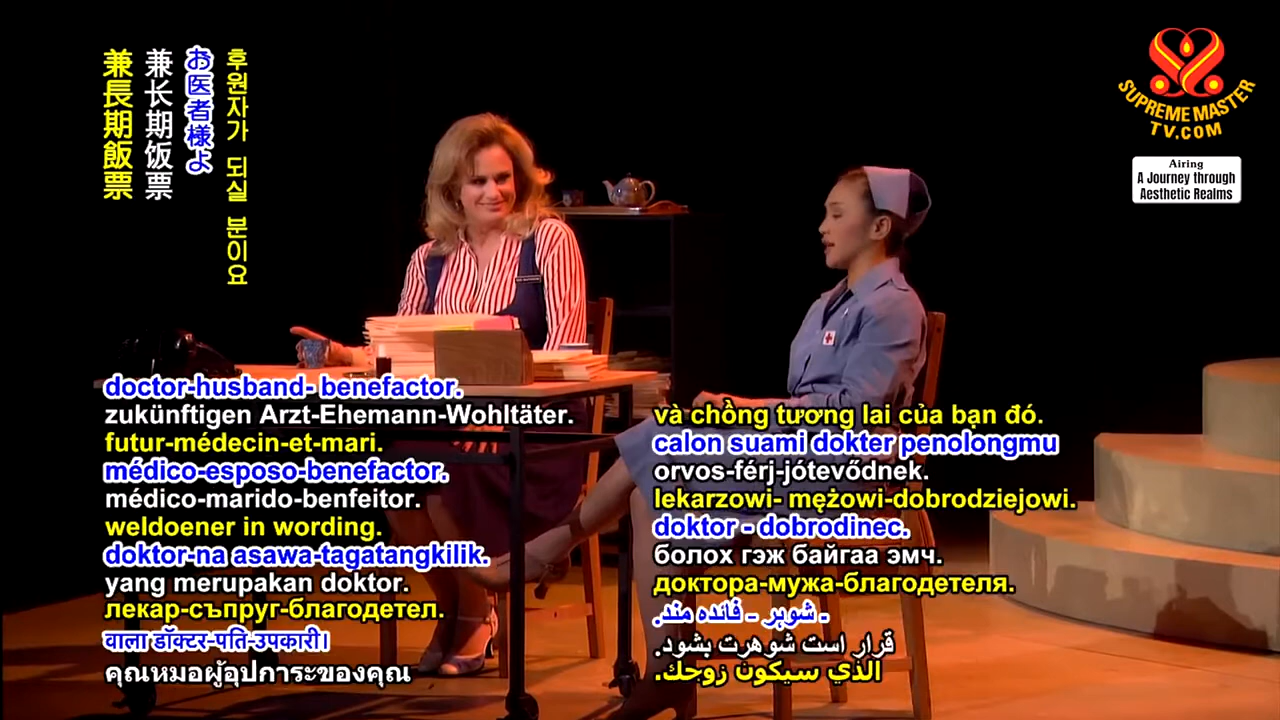 후원자가 되실 분이요
お医者様よ
兼长期饭票
兼長期飯票
SUPREME MASTER
TV.COM
Airing
A Journey through
Aesthetic Realms
doctor-husband- benefactor.
zukünftigen Arzt-Ehemann-Wohltäter.
futur-médecin-et-mari.
médico-esposo-benefactor.
médico-marido-benfeitor.
weldoener in wording.
doktor-na asawa-tagatangkilik.
yang merupakan doktor.
лекар-съпруг-благодетел.
वाला डॉक्टर-पति-उपकारी।
คุณหมอผู้อุปการะของคุณ
và chồng tương lai của bạn đó.
calon suami dokter penolongmu
orvos-férj-jótevődnek.
lekarzowi- mężowi-dobrodziejowi.
doktor - dobrodinec.
болох гэж байгаа эмч.
доктора-мужа-благодетеля.
- شوہر - فائدہ مند.
قرار است شوهرت بشود.
الذي سيكون زوجك.